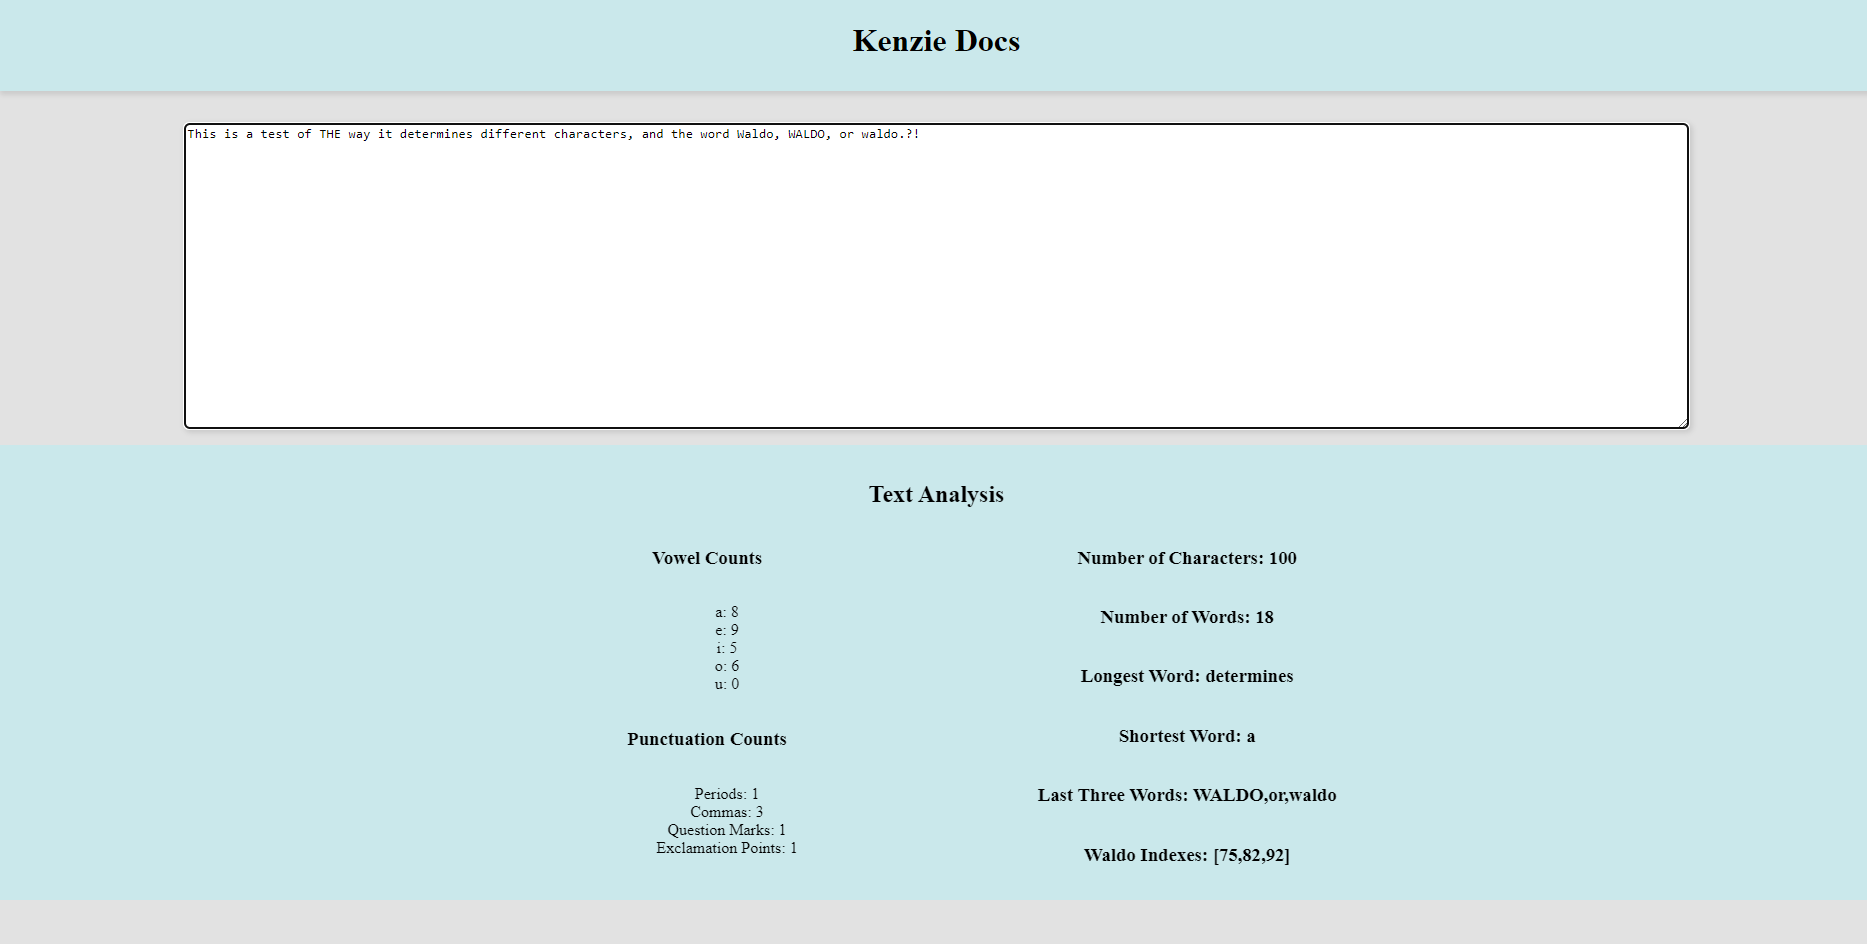 Kenzie Docs
This is a test of THE way it determines different characters, and the word Waldo, WALDO, or waldo.?!
Text Analysis
Vowel Counts
a: 8
e: 9
i: 5
o: 6
u: 0
Punctuation Counts
Periods: 1
Commas: 3
Question Marks: 1
Exclamation Points: 1
Number of Characters: 100
Number of Words: 18
Longest Word: determines
Shortest Word: a
Last Three Words: WALDO,or,waldo
Waldo Indexes: [75,82,92]